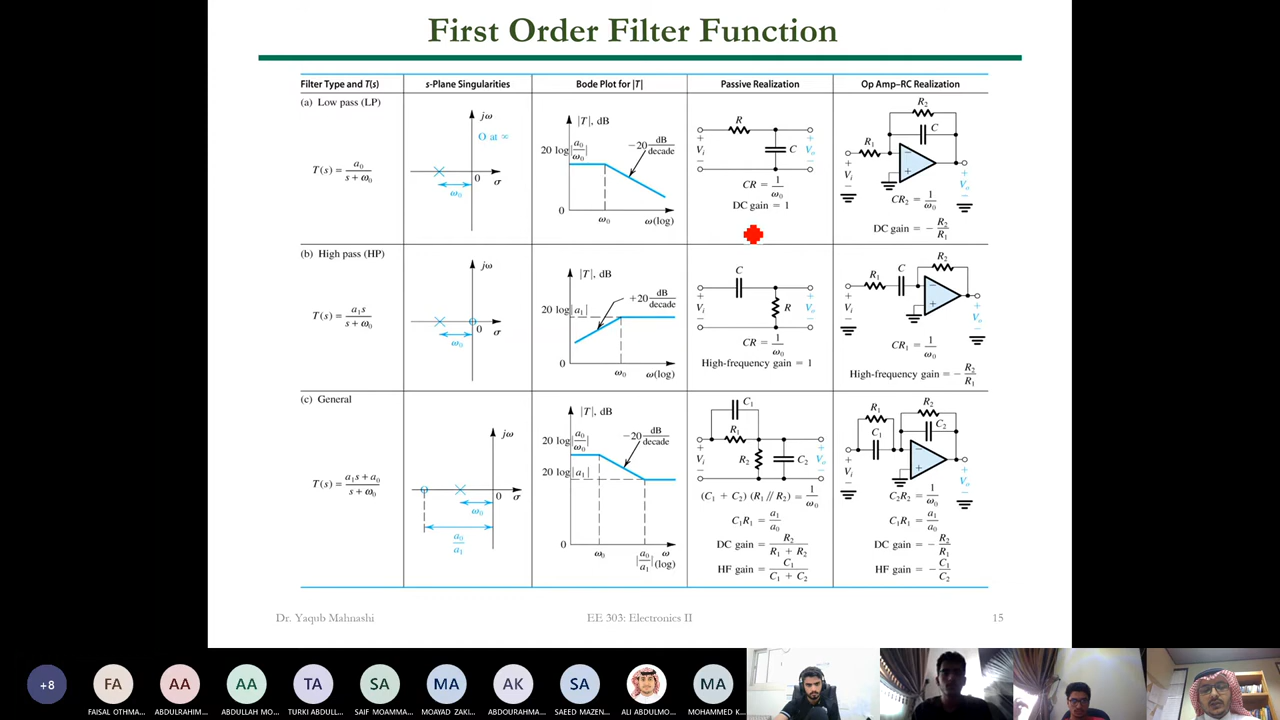 First Order Filter Function
Filter Type and T(s) s-Plane Singularities Bode Plot for |T| Passive Realization Op Amp–RC Realization
(a) Low pass (LP)
T(s) = a₀ / (s + ω₀)
jω
O at ∞
0
σ
ω₀
|T|, dB
20 log |a₀/ω₀|
−20 dB/decade
0
ω₀
ω(log)
R
+
Vi
−
C
+
Vo
−
CR = 1/ω₀
DC gain = 1
R₂
C
R₁
+
Vi
−
−
+
+
Vo
−
CR₂ = 1/ω₀
DC gain = − R₂/R₁
(b) High pass (HP)
T(s) = a₁s / (s + ω₀)
jω
0
σ
ω₀
|T|, dB
+20 dB/decade
20 log |a₁|
0
ω₀
ω(log)
C
+
Vi
−
R
+
Vo
−
CR = 1/ω₀
High-frequency gain = 1
R₂
R₁
C
+
Vi
−
−
+
+
Vo
−
CR₁ = 1/ω₀
High-frequency gain = − R₂/R₁
(c) General
T(s) = (a₁s + a₀) / (s + ω₀)
jω
0
σ
ω₀
a₀/a₁
|T|, dB
20 log |a₀/ω₀|
−20 dB/decade
20 log |a₁|
0
ω₀
|a₀/a₁|
ω (log)
C₁
R₁
+
Vi
−
R₂
C₂
+
Vo
−
(C₁ + C₂) (R₁ // R₂) = 1/ω₀
C₁R₁ = a₁/a₀
DC gain = R₂ / (R₁ + R₂)
HF gain = C₁ / (C₁ + C₂)
R₁
R₂
C₁
C₂
+
Vi
−
−
+
+
Vo
−
C₂R₂ = 1/ω₀
C₁R₁ = a₁/a₀
DC gain = − R₂/R₁
HF gain = − C₁/C₂
Dr. Yaqub Mahnashi EE 303: Electronics II 15
+8 FA AA AA TA SA MA AK SA MA
FAISAL OTHMA... ABDULRAHIM... ABDULLAH MO... TURKI ABDULL... SAIF MOAMMA... MOAYAD ZAKI... ABDOURAHMA... SAEED MAZEN... ALI ABDULMO... MOHAMMED K...